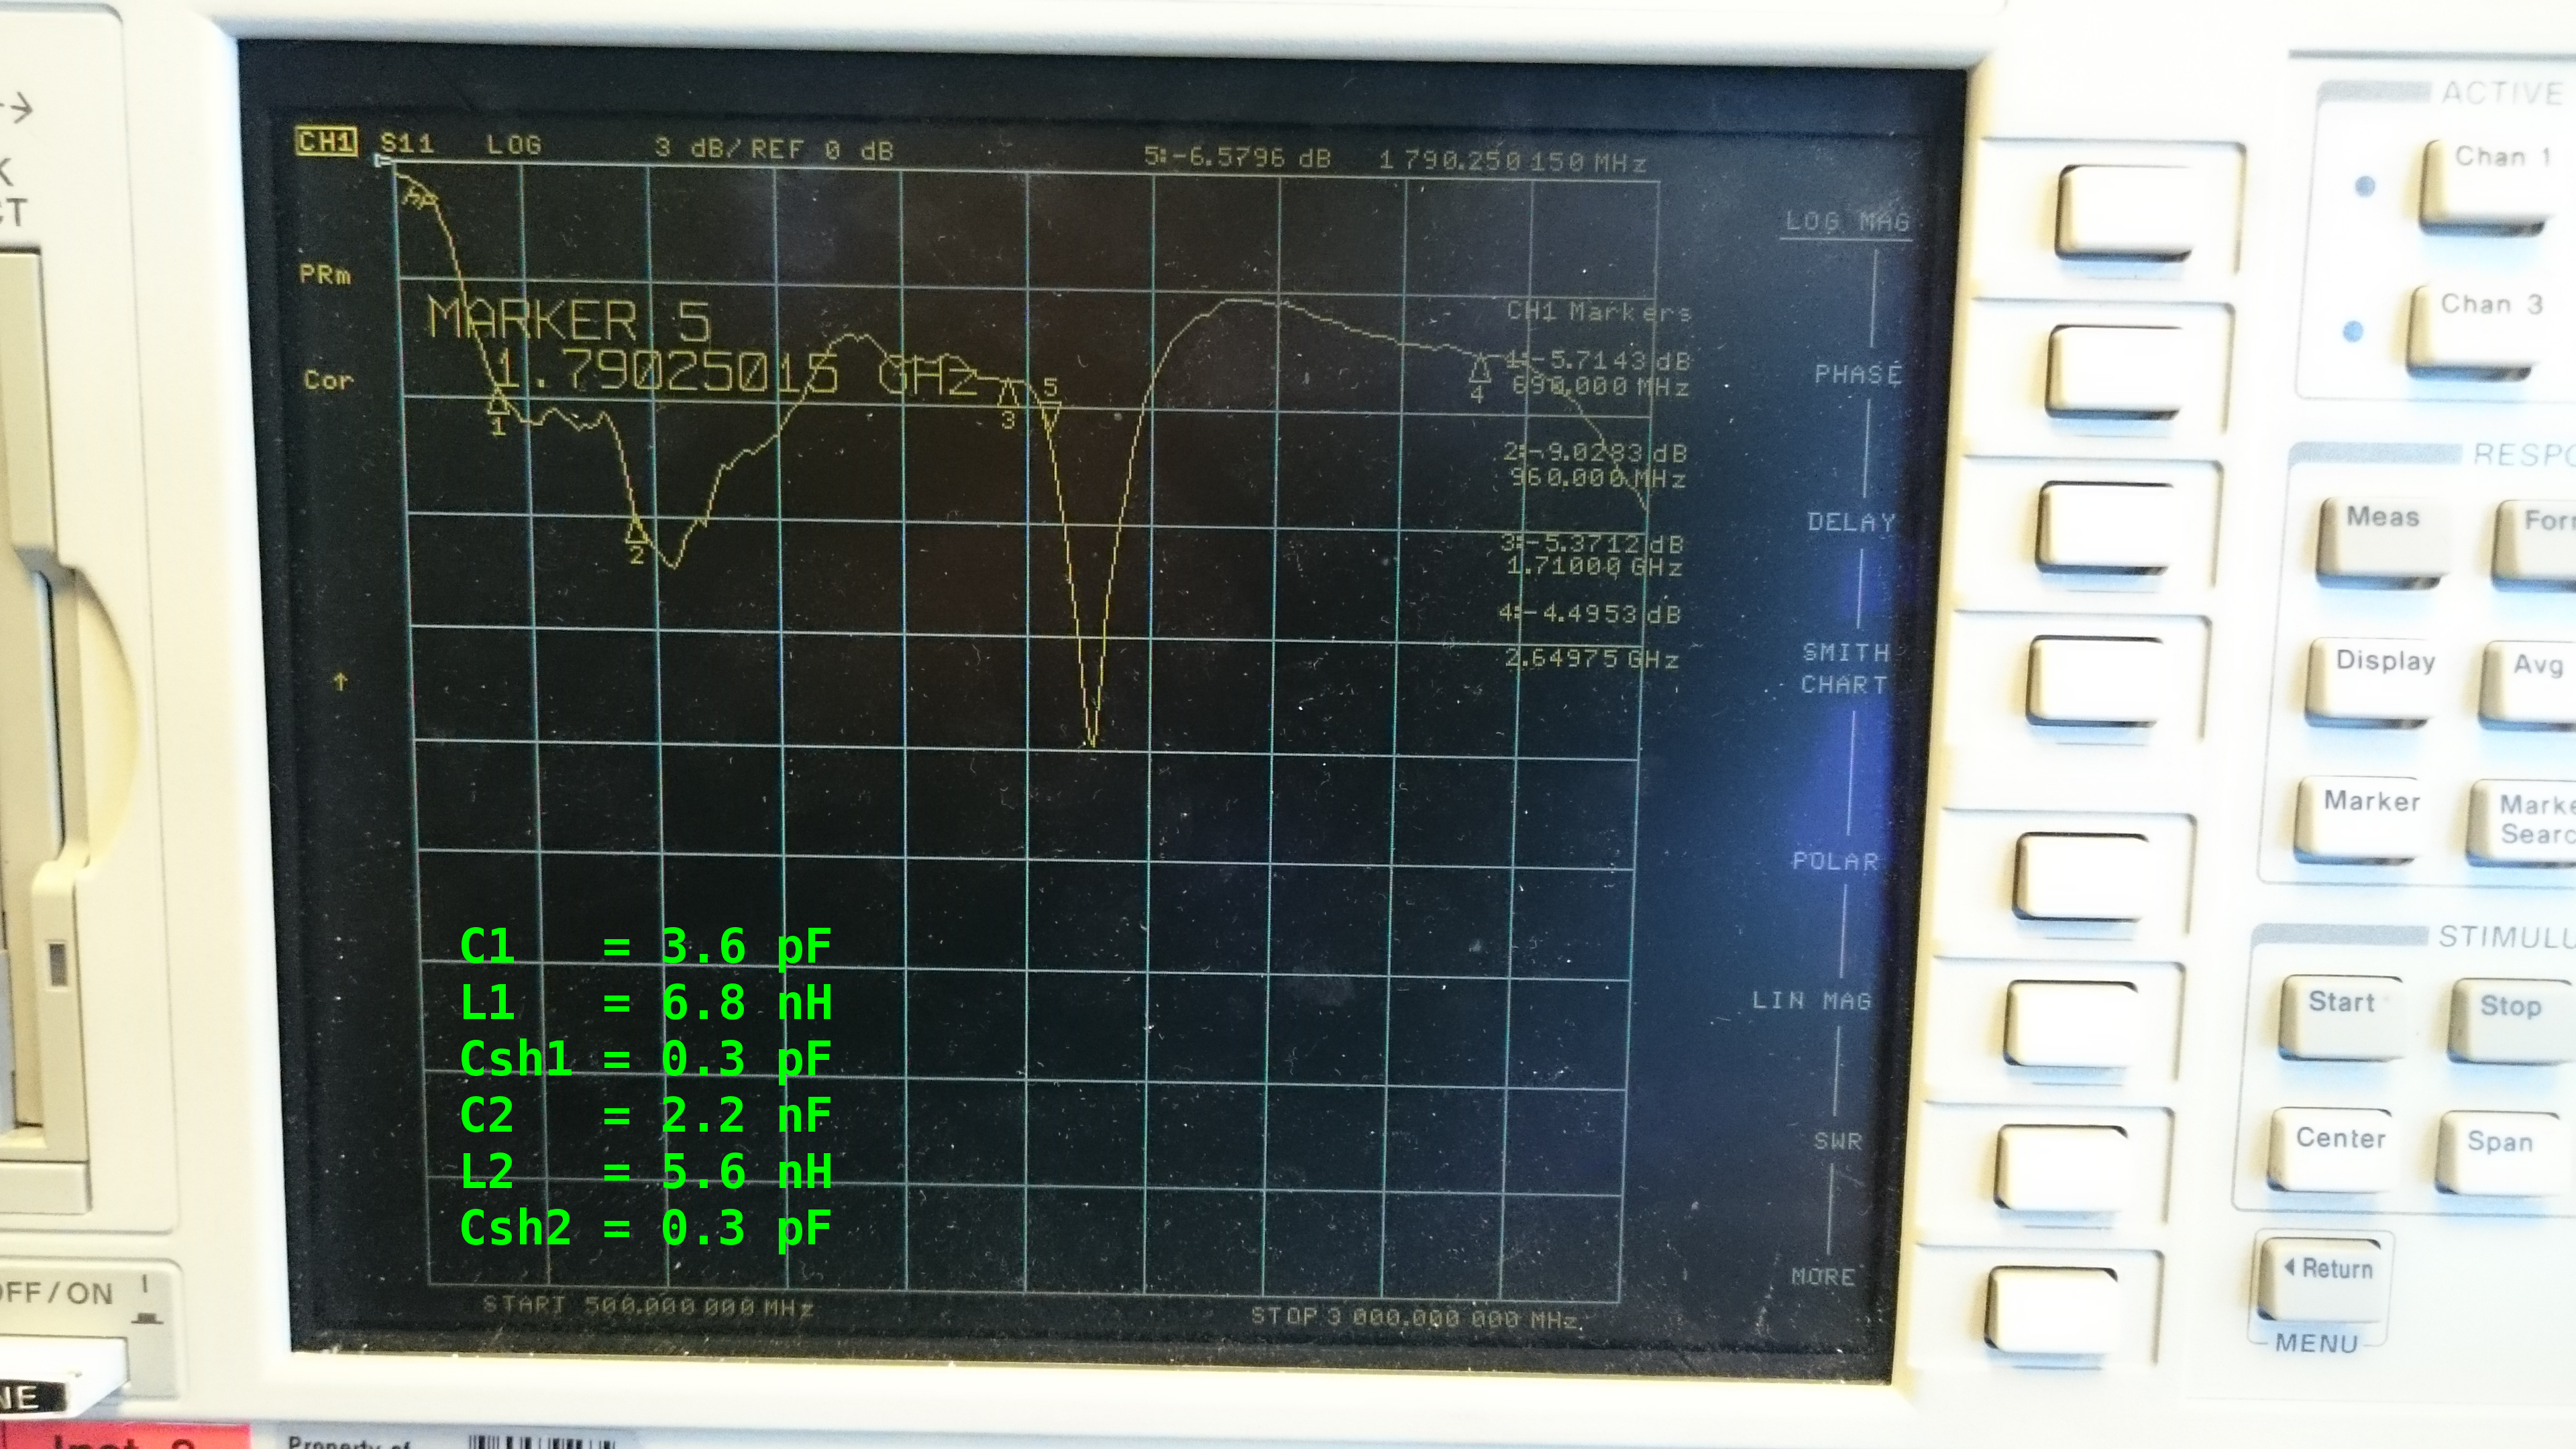 CH1 S11 LOG 3 dB/ REF 0 dB 5:-6.5796 dB 1 790.250 150 MHz
hp
PRm
Cor
↑
MARKER 5
1.79025015 GHz
1
2
3
5
4
CH1 Markers
1:-5.7143 dB
690.000 MHz
2:-9.0283 dB
960.000 MHz
3:-5.3712 dB
1.71000 GHz
4:-4.4953 dB
2.64975 GHz
C1 = 3.6 pF
L1 = 6.8 nH
Csh1 = 0.3 pF
C2 = 2.2 nF
L2 = 5.6 nH
Csh2 = 0.3 pF
START 500.000 000 MHz STOP 3 000.000 000 MHz
LOG MAG
PHASE
DELAY
SMITH
CHART
POLAR
LIN MAG
SWR
MORE
ACTIVE
Chan 1
Chan 3
RESPO
Meas
Display
Avg
Marker
STIMULU
Start
Stop
Center
Span
Return
MENU
OFF/ON
Property of